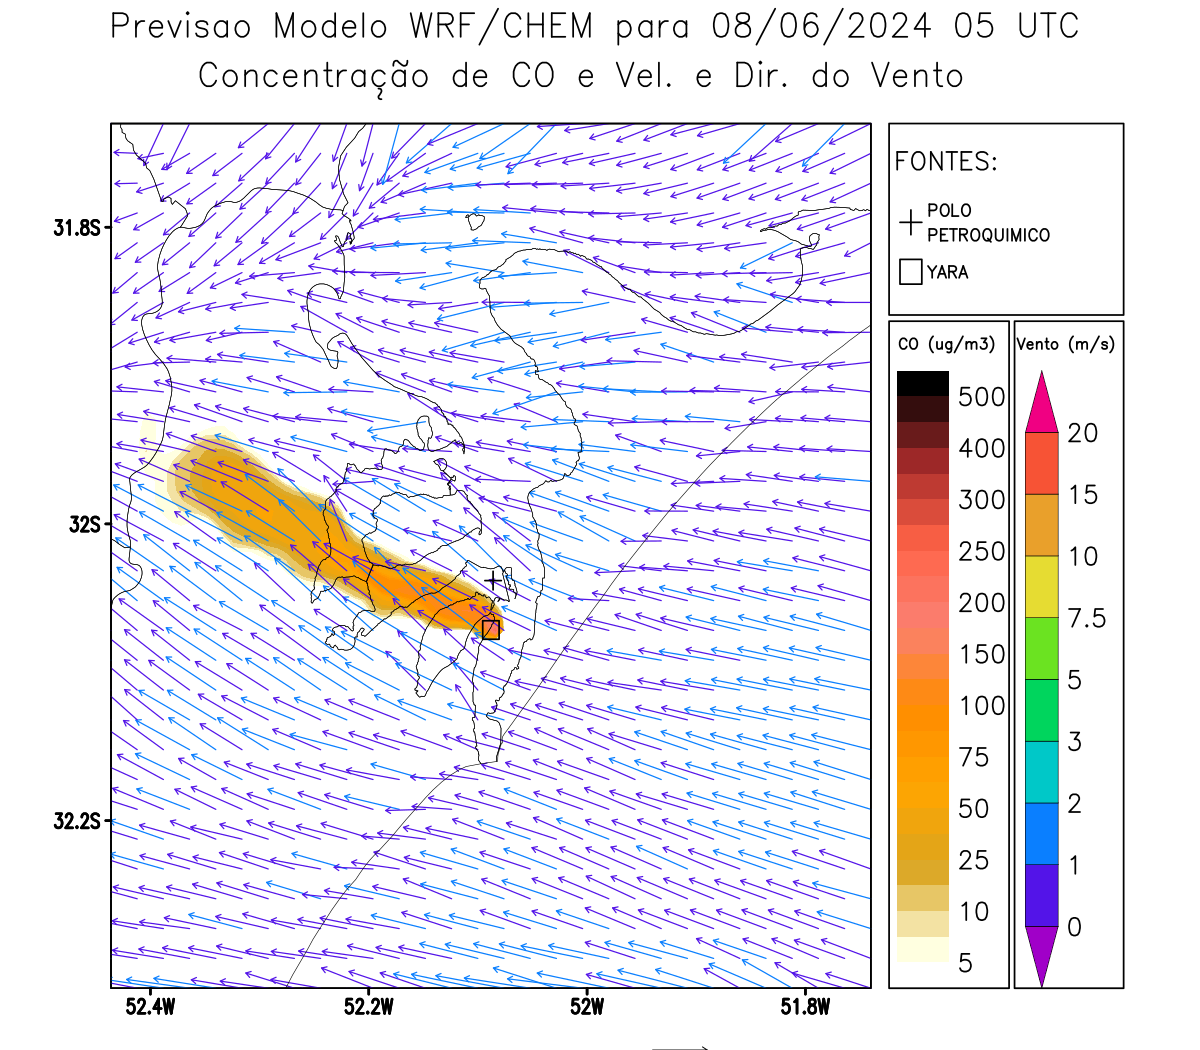 Previsao Modelo WRF/CHEM para 08/06/2024 05 UTC
Concentração de CO e Vel. e Dir. do Vento
FONTES:
POLO
PETROQUIMICO
YARA
CO (ug/m3)
500
400
300
250
200
150
100
75
50
25
10
5
Vento (m/s)
20
15
10
7.5
5
3
2
1
0
31.8S
32S
32.2S
52.4W 52.2W 52W 51.8W